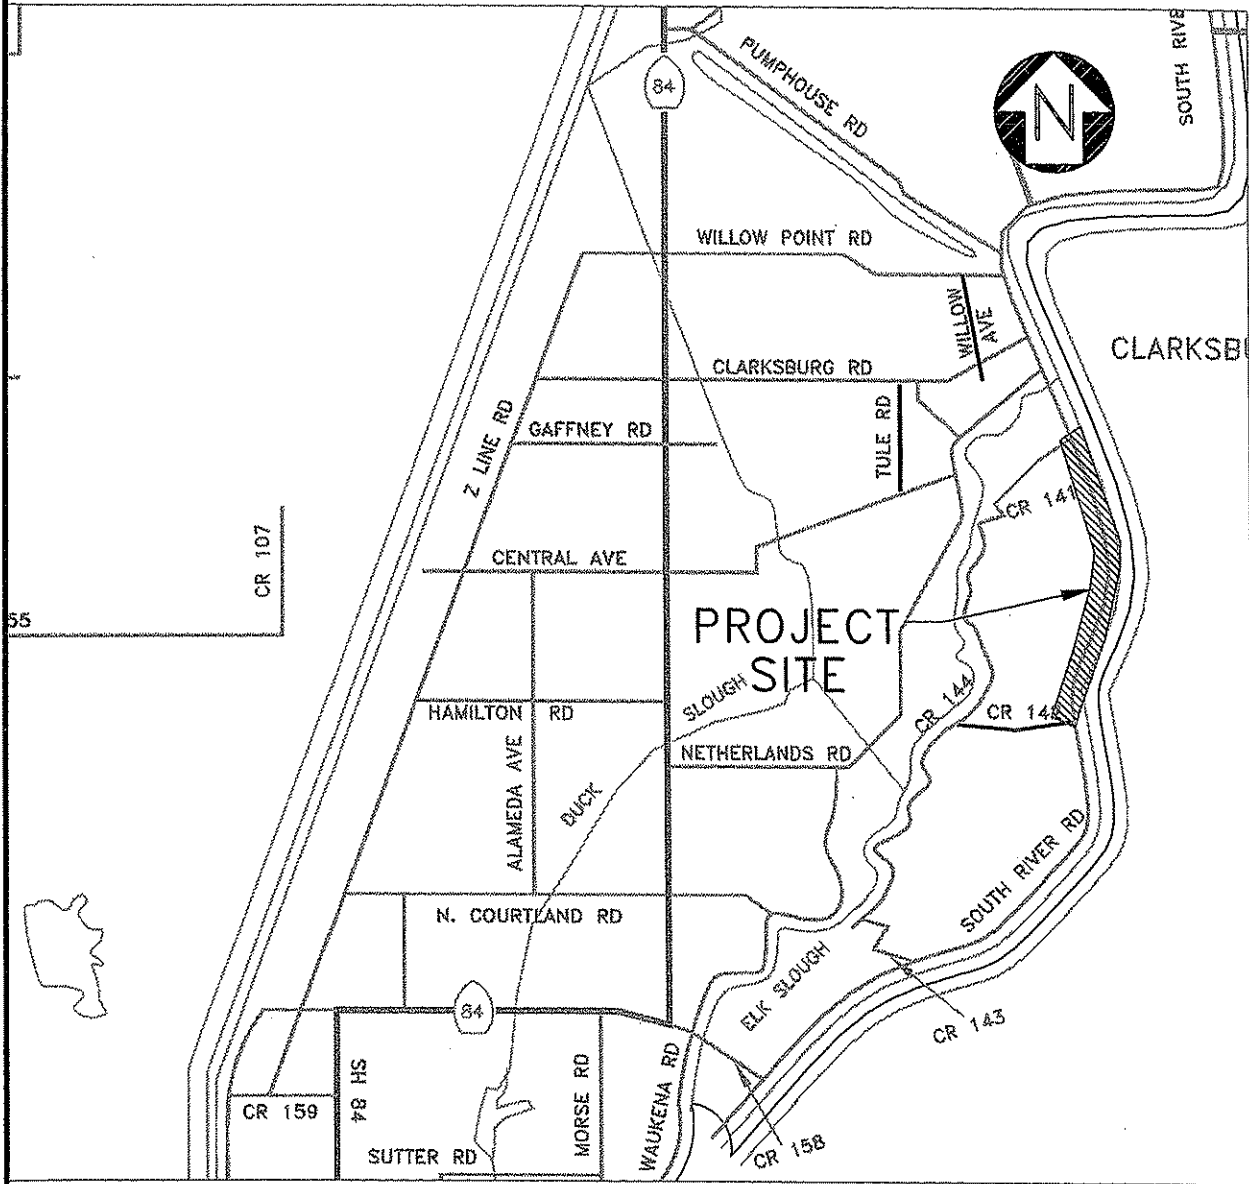 SOUTH RIVE
84
PUMPHOUSE RD
N
WILLOW POINT RD
WILLOW
AVE
CLARKSBU
CLARKSBURG RD
Z LINE RD
GAFFNEY RD
TULE RD
CR 141
CR 107
CENTRAL AVE
55
PROJECT
SITE
SLOUGH
CR 144
HAMILTON RD
CR 14
NETHERLANDS RD
ALAMEDA AVE
DUCK
SOUTH RIVER RD
N. COURTLAND RD
ELK SLOUGH
84
CR 143
SH 84
MORSE RD
WAUKENA RD
CR 159
CR 158
SUTTER RD